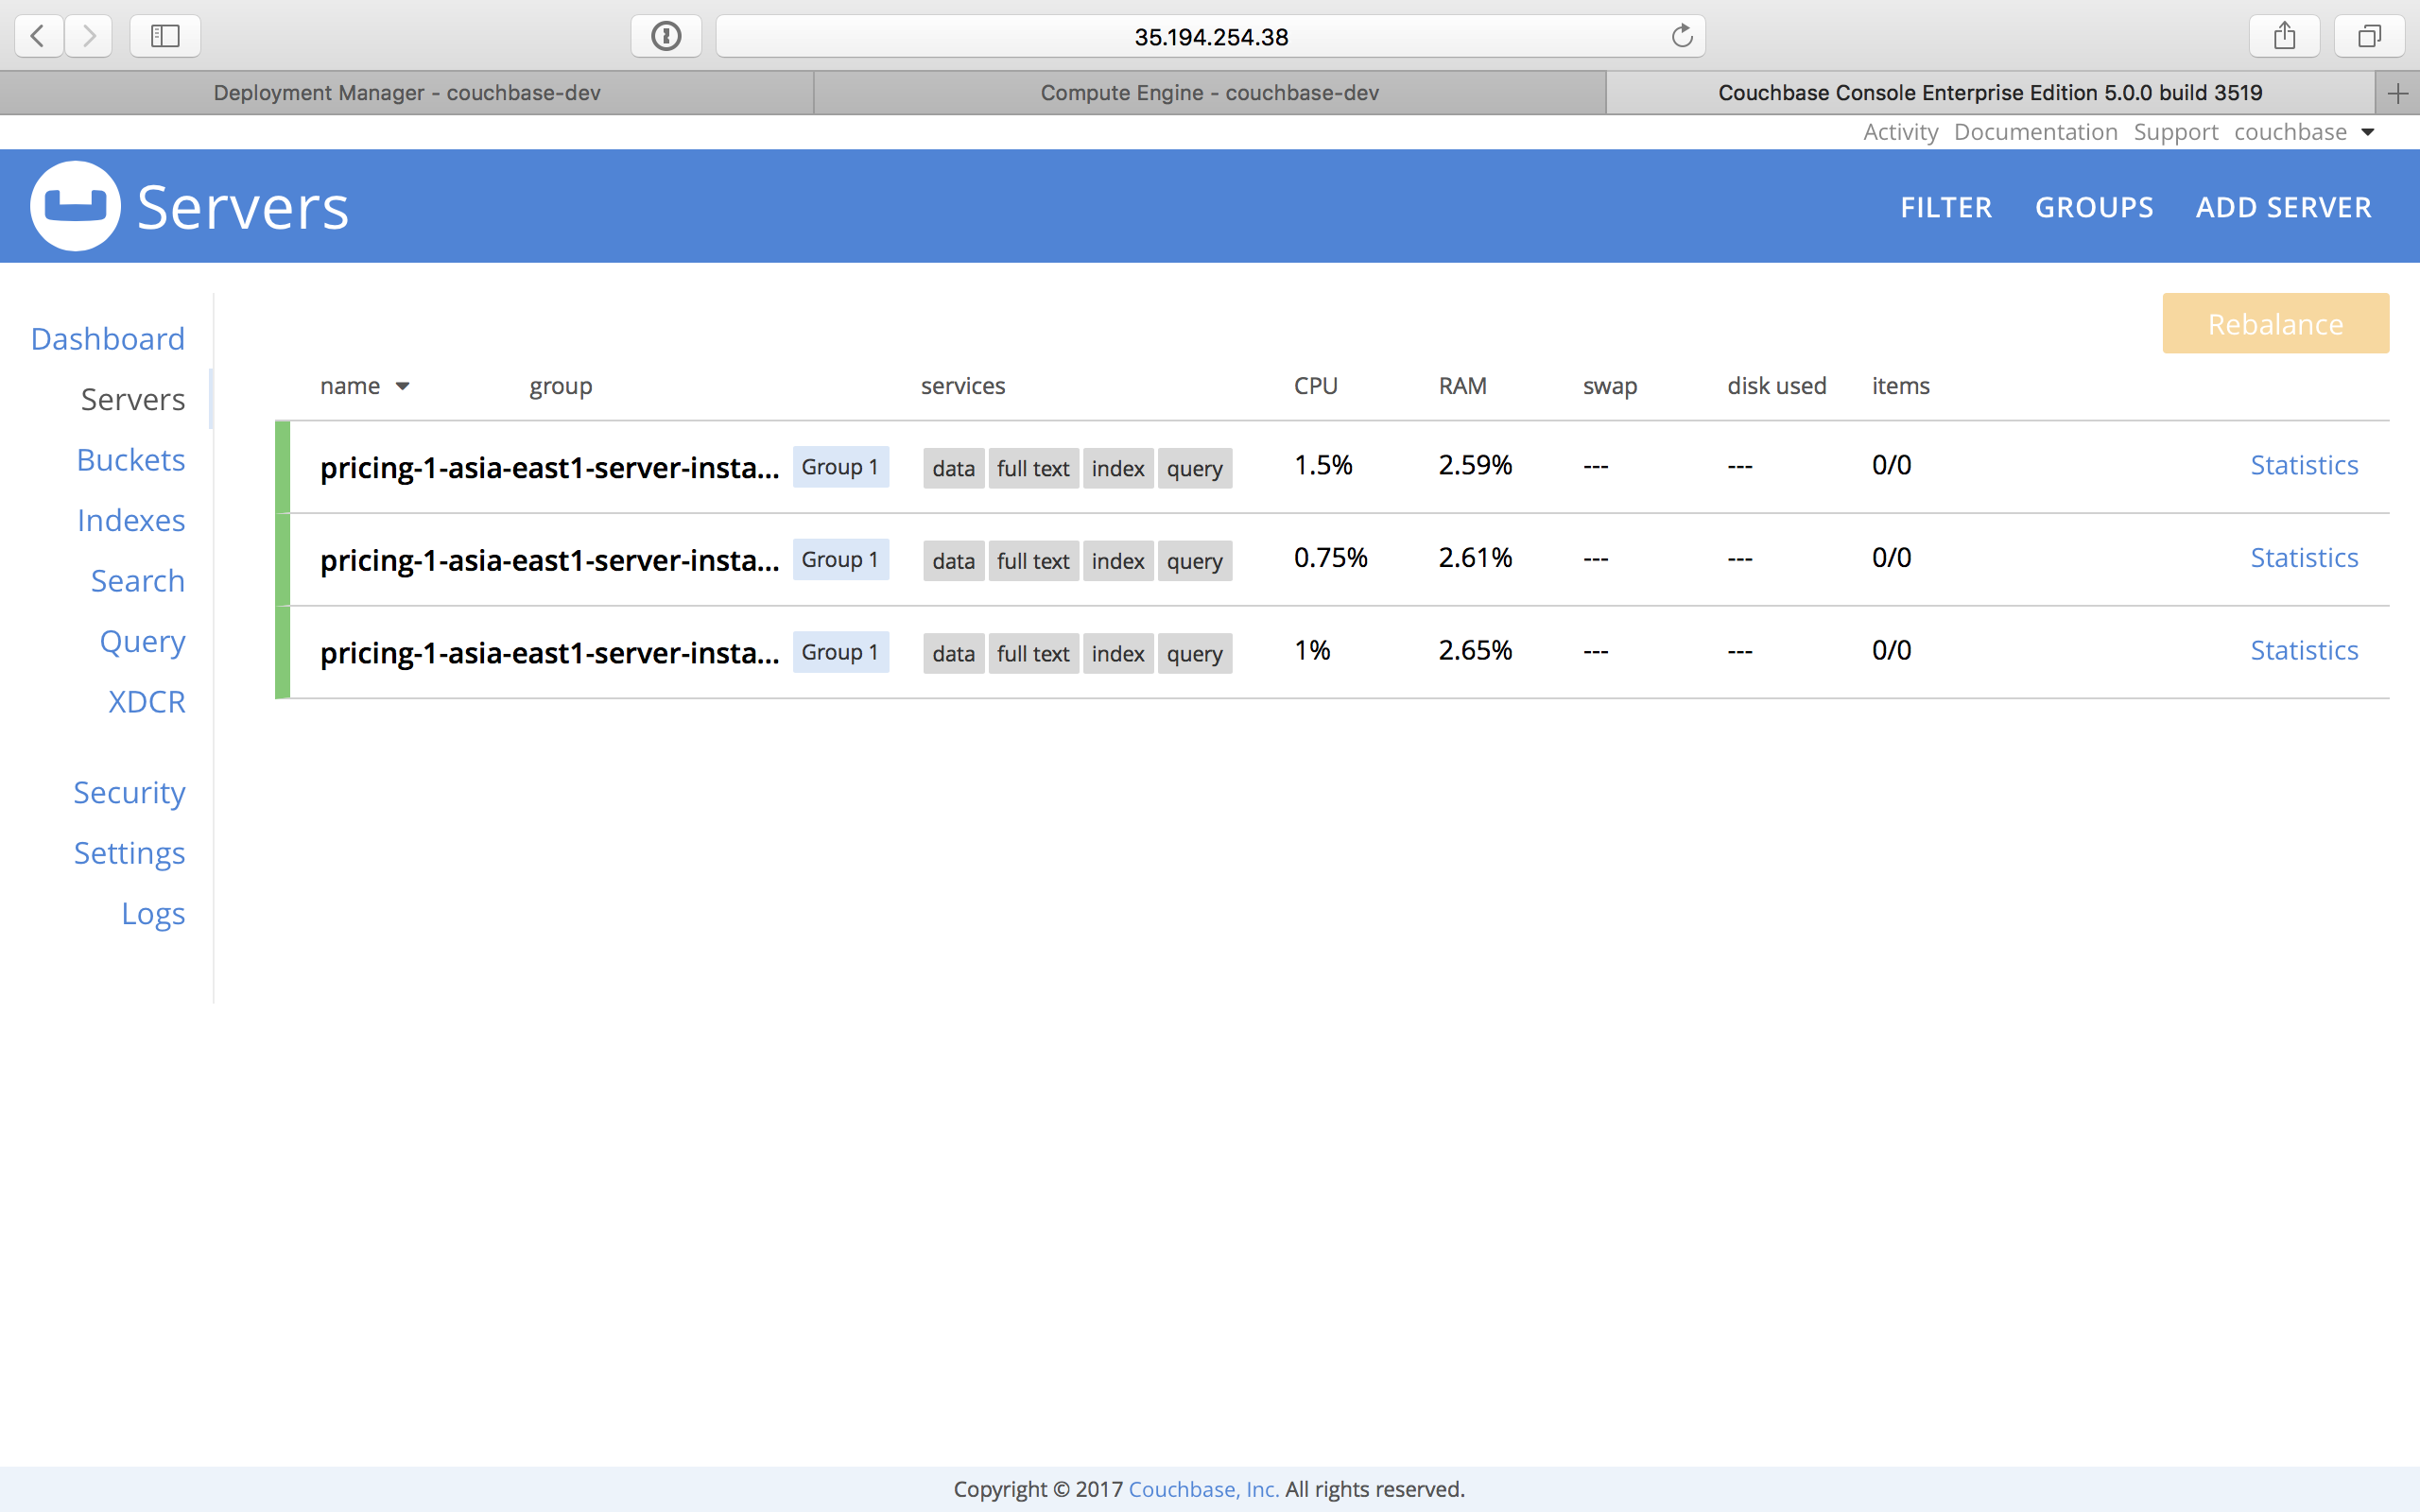 35.194.254.38
Deployment Manager - couchbase-dev Compute Engine - couchbase-dev Couchbase Console Enterprise Edition 5.0.0 build 3519
Activity Documentation Support couchbase
Servers FILTER GROUPS ADD SERVER
Rebalance
Dashboard
Servers
Buckets
Indexes
Search
Query
XDCR
Security
Settings
Logs
name group services CPU RAM swap disk used items
pricing-1-asia-east1-server-insta... Group 1 data full text index query 1.5% 2.59% --- --- 0/0 Statistics
pricing-1-asia-east1-server-insta... Group 1 data full text index query 0.75% 2.61% --- --- 0/0 Statistics
pricing-1-asia-east1-server-insta... Group 1 data full text index query 1% 2.65% --- --- 0/0 Statistics
Copyright © 2017 Couchbase, Inc. All rights reserved.